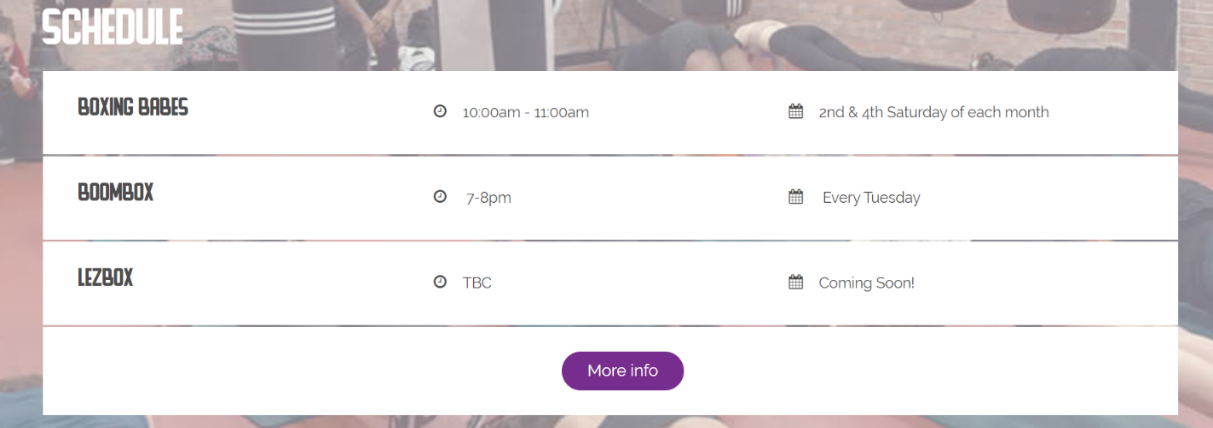 SCHEDULE
BOXING BABES 10:00am - 11:00am 2nd & 4th Saturday of each month
BOOMBOX 7-8pm Every Tuesday
LEZBOX TBC Coming Soon!
More info